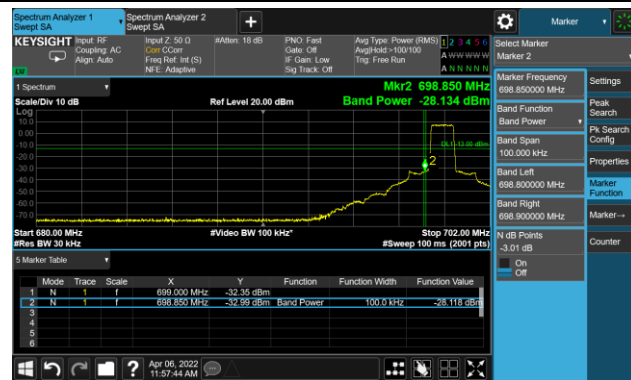 Spectrum Analyzer 1
Swept SA
Spectrum Analyzer 2
Swept SA
+
Marker
KEYSIGHT
Input: RF
Coupling: AC
Align: Auto
Input Z: 50 Ω
Corr CCorr
Freq Ref: Int (S)
NFE: Adaptive
#Atten: 18 dB
PNO: Fast
Gate: Off
IF Gain: Low
Sig Track: Off
Avg Type: Power (RMS)
Avg|Hold:>100/100
Trig: Free Run
1 2 3 4 5 6
A W W W W W
A N N N N N
Select Marker
Marker 2
Marker Frequency
698.850000 MHz
Settings
Band Function
Band Power
Peak
Search
Pk Search
Config
Band Span
100.000 kHz
Properties
Band Left
698.800000 MHz
Marker
Function
Band Right
698.900000 MHz
Marker→
N dB Points
-3.01 dB
Counter
On
Off
1 Spectrum
Mkr2 698.850 MHz
Scale/Div 10 dB
Ref Level 20.00 dBm
Band Power -28.134 dBm
Log
10.0
0.00
-10.0
DL1 -13.00 dBm
-20.0
2
-30.0
-40.0
-50.0
-60.0
-70.0
Start 680.00 MHz
#Video BW 100 kHz*
Stop 702.00 MHz
#Res BW 30 kHz
#Sweep 100 ms (2001 pts)
5 Marker Table
Mode Trace Scale X Y Function Function Width Function Value
1 N 1 f 699.000 MHz -32.35 dBm
2 N 1 f 698.850 MHz -32.99 dBm Band Power 100.0 kHz -28.118 dBm
3
4
5
6
?
Apr 06, 2022
11:57:44 AM